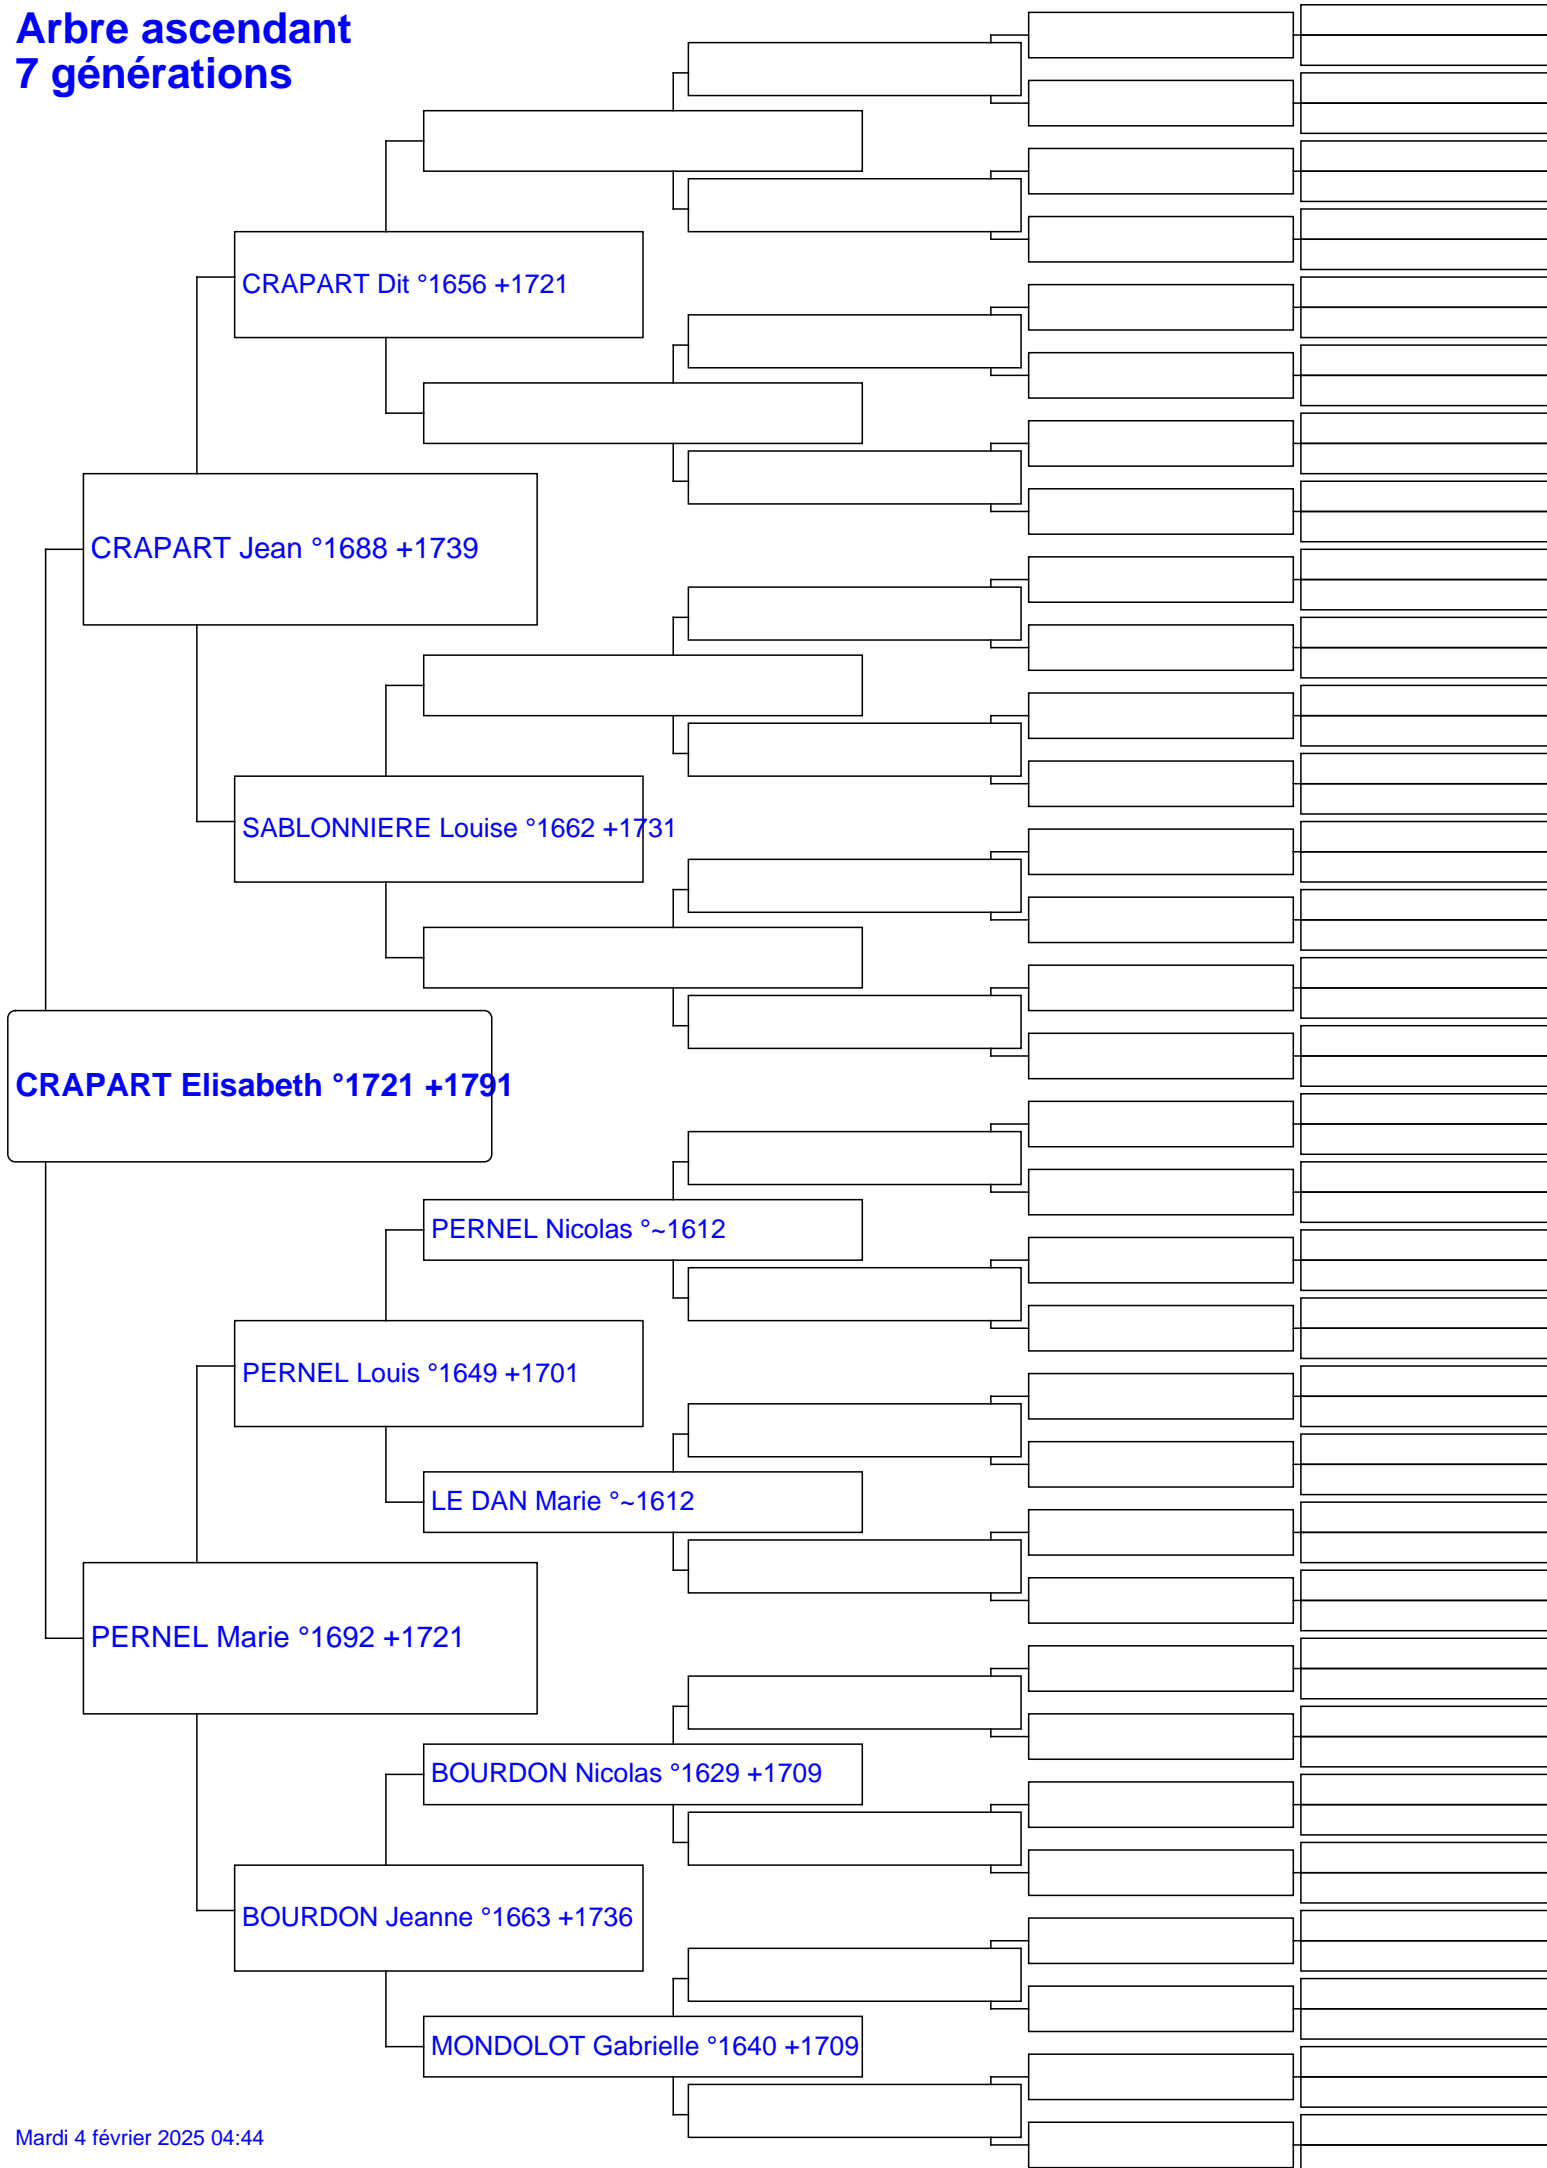 Arbre ascendant
7 générations
CRAPART Dit °1656 +1721
CRAPART Jean °1688 +1739
SABLONNIERE Louise °1662 +1731
CRAPART Elisabeth °1721 +1791
PERNEL Nicolas °~1612
PERNEL Louis °1649 +1701
LE DAN Marie °~1612
PERNEL Marie °1692 +1721
BOURDON Nicolas °1629 +1709
BOURDON Jeanne °1663 +1736
MONDOLOT Gabrielle °1640 +1709
Mardi 4 février 2025 04:44